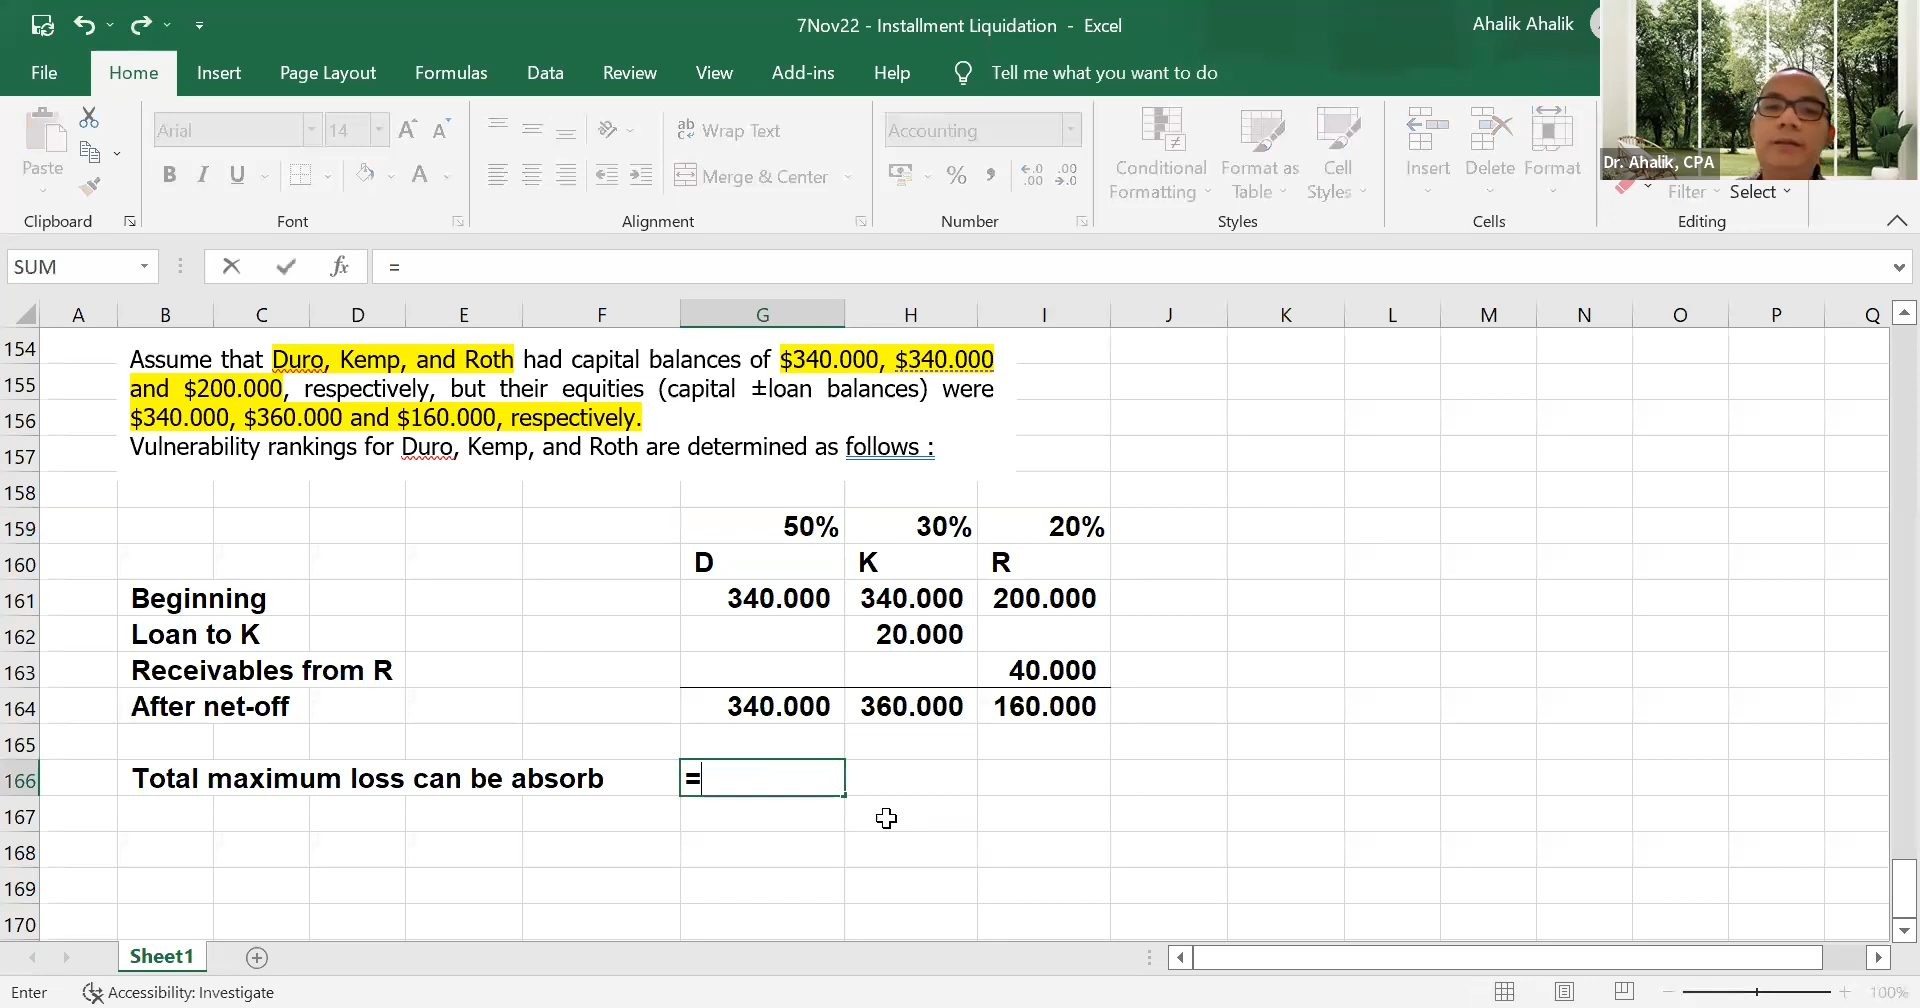 7Nov22 - Installment Liquidation - Excel
Ahalik Ahalik
File Home Insert Page Layout Formulas Data Review View Add-ins Help Tell me what you want to do
Dr. Ahalik, CPA
Arial 14
Wrap Text
Accounting
Paste
B I U
Merge & Center
% 9
Conditional Formatting
Format as Table
Cell Styles
Insert Delete Format
Filter Select
Clipboard Font Alignment Number Styles Cells Editing
SUM
fx =
A B C D E F G H I J K L M N O P Q
154
155
156
157
158
159
160
161
162
163
164
165
166
167
168
169
170
Assume that Duro, Kemp, and Roth had capital balances of $340.000, $340.000
and $200.000, respectively, but their equities (capital ±loan balances) were
$340.000, $360.000 and $160.000, respectively.
Vulnerability rankings for Duro, Kemp, and Roth are determined as follows :
50% 30% 20%
D K R
Beginning 340.000 340.000 200.000
Loan to K 20.000
Receivables from R 40.000
After net-off 340.000 360.000 160.000
Total maximum loss can be absorb =
Sheet1
Enter Accessibility: Investigate 100%